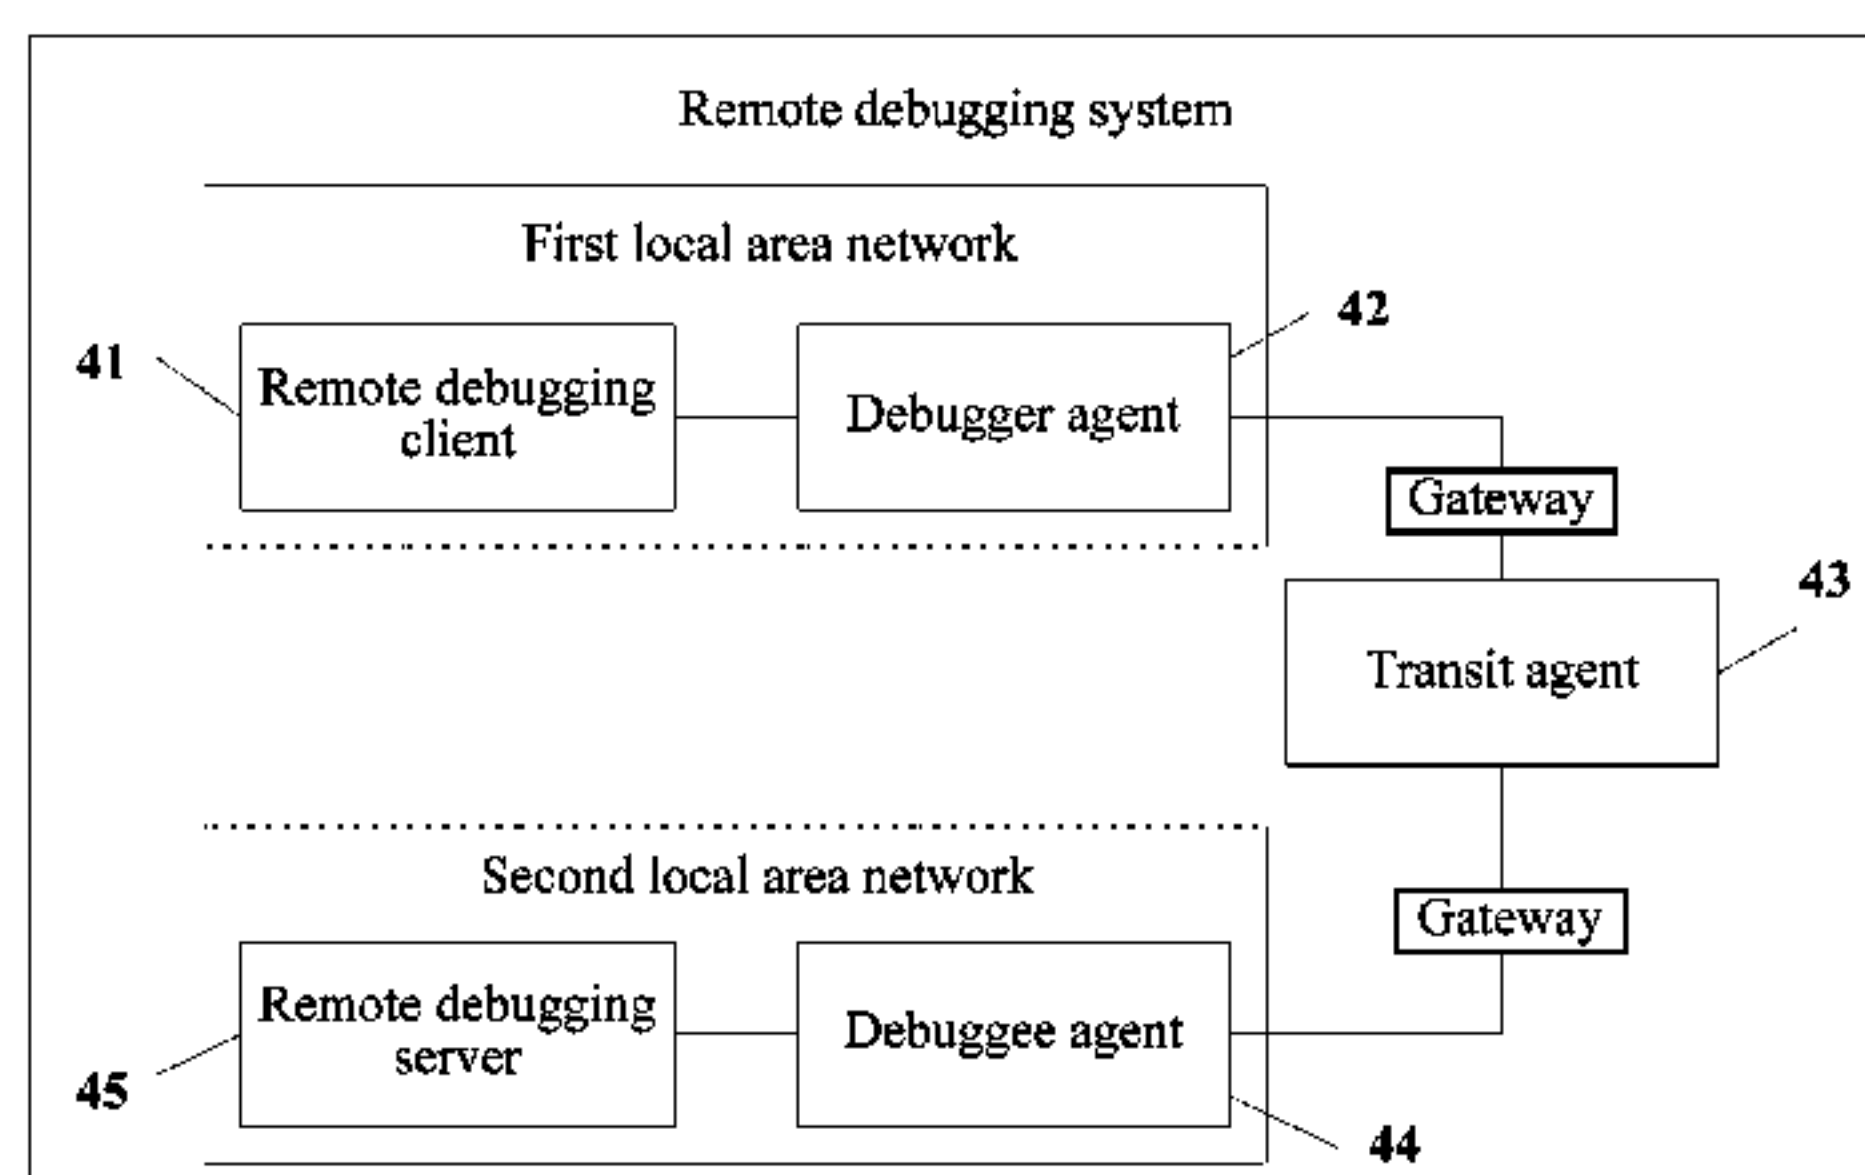 Remote debugging system
First local area network
42
41
Remote debugging
client
Debugger agent
Gateway
43
Transit agent
Second local area network
Gateway
Remote debugging
server
Debuggee agent
45
44